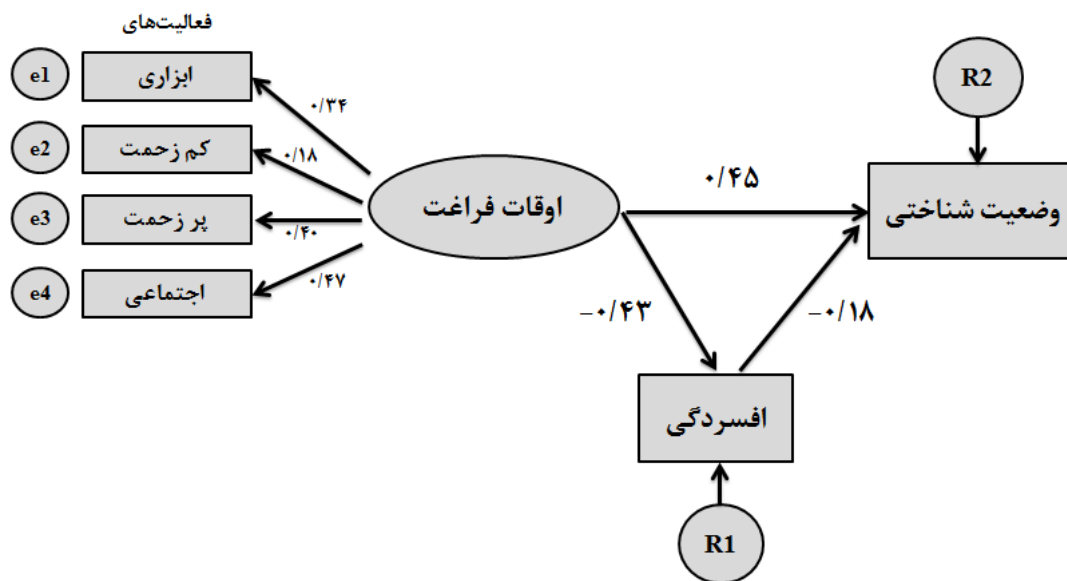 فعالیت‌های
e1
ابزاری
۰/۳۴
e2
کم زحمت
۰/۱۸
e3
پر زحمت
۰/۴۰
e4
اجتماعی
۰/۴۷
اوقات فراغت
۰/۴۵
R2
وضعیت شناختی
–۰/۴۳
–۰/۱۸
افسردگی
R1